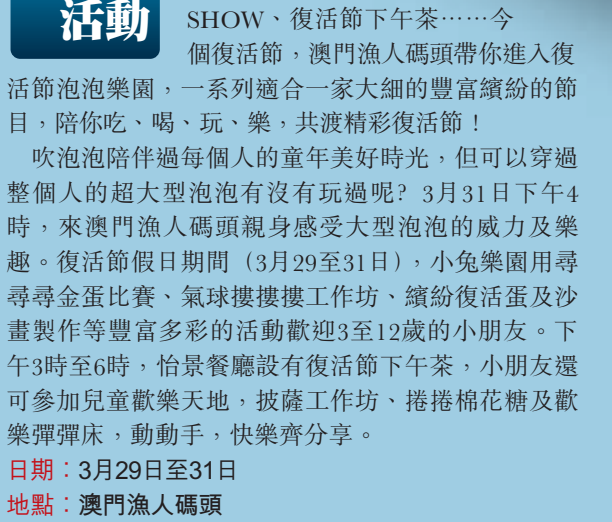 活動
SHOW、復活節下午茶……今
個復活節，澳門漁人碼頭帶你進入復
活節泡泡樂園，一系列適合一家大細的豐富繽紛的節
目，陪你吃、喝、玩、樂，共渡精彩復活節！
吹泡泡陪伴過每個人的童年美好時光，但可以穿過
整個人的超大型泡泡有沒有玩過呢? 3月31日下午4
時，來澳門漁人碼頭親身感受大型泡泡的威力及樂
趣。復活節假日期間（3月29至31日），小兔樂園用尋
尋尋金蛋比賽、氣球摟摟摟工作坊、繽紛復活蛋及沙
畫製作等豐富多彩的活動歡迎3至12歲的小朋友。下
午3時至6時，怡景餐廳設有復活節下午茶，小朋友還
可參加兒童歡樂天地，披薩工作坊、捲捲棉花糖及歡
樂彈彈床，動動手，快樂齊分享。
日期：3月29日至31日
地點：澳門漁人碼頭